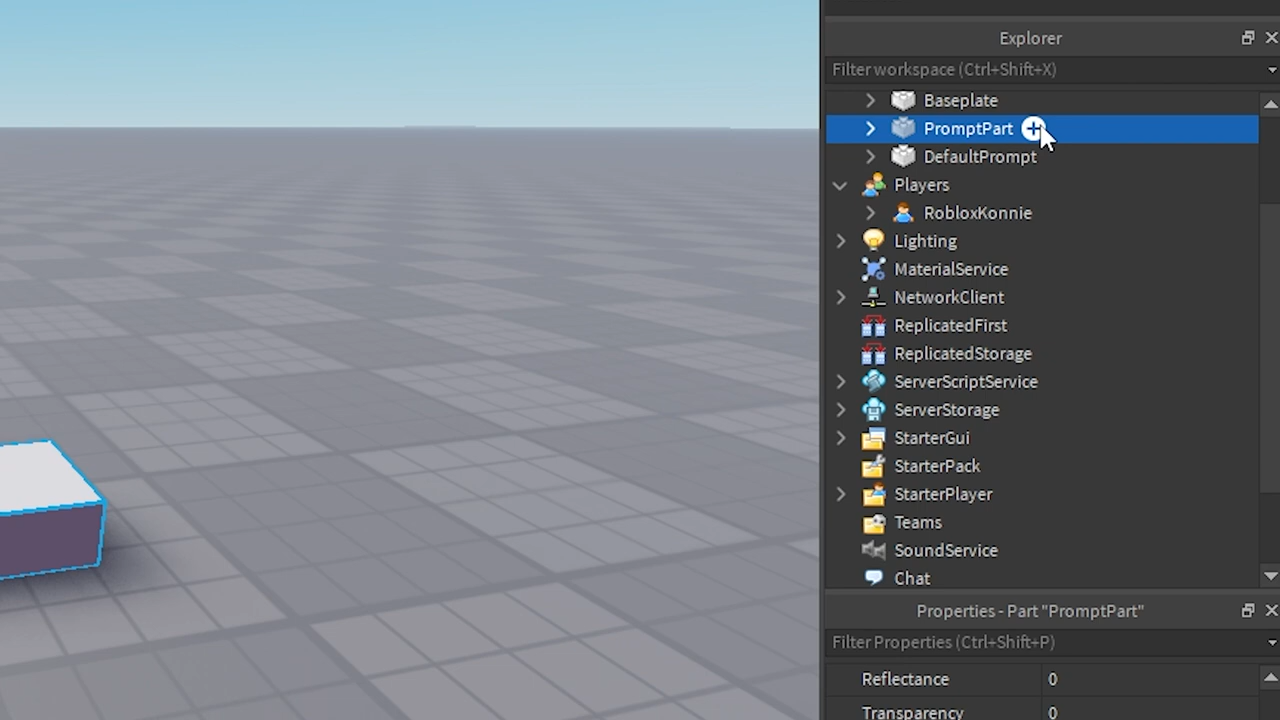 Explorer
Filter workspace (Ctrl+Shift+X)
Baseplate
PromptPart
DefaultPrompt
Players
RobloxKonnie
Lighting
MaterialService
NetworkClient
ReplicatedFirst
ReplicatedStorage
ServerScriptService
ServerStorage
StarterGui
StarterPack
StarterPlayer
Teams
SoundService
Chat
Properties - Part "PromptPart"
Filter Properties (Ctrl+Shift+P)
Reflectance 0
Transparency 0